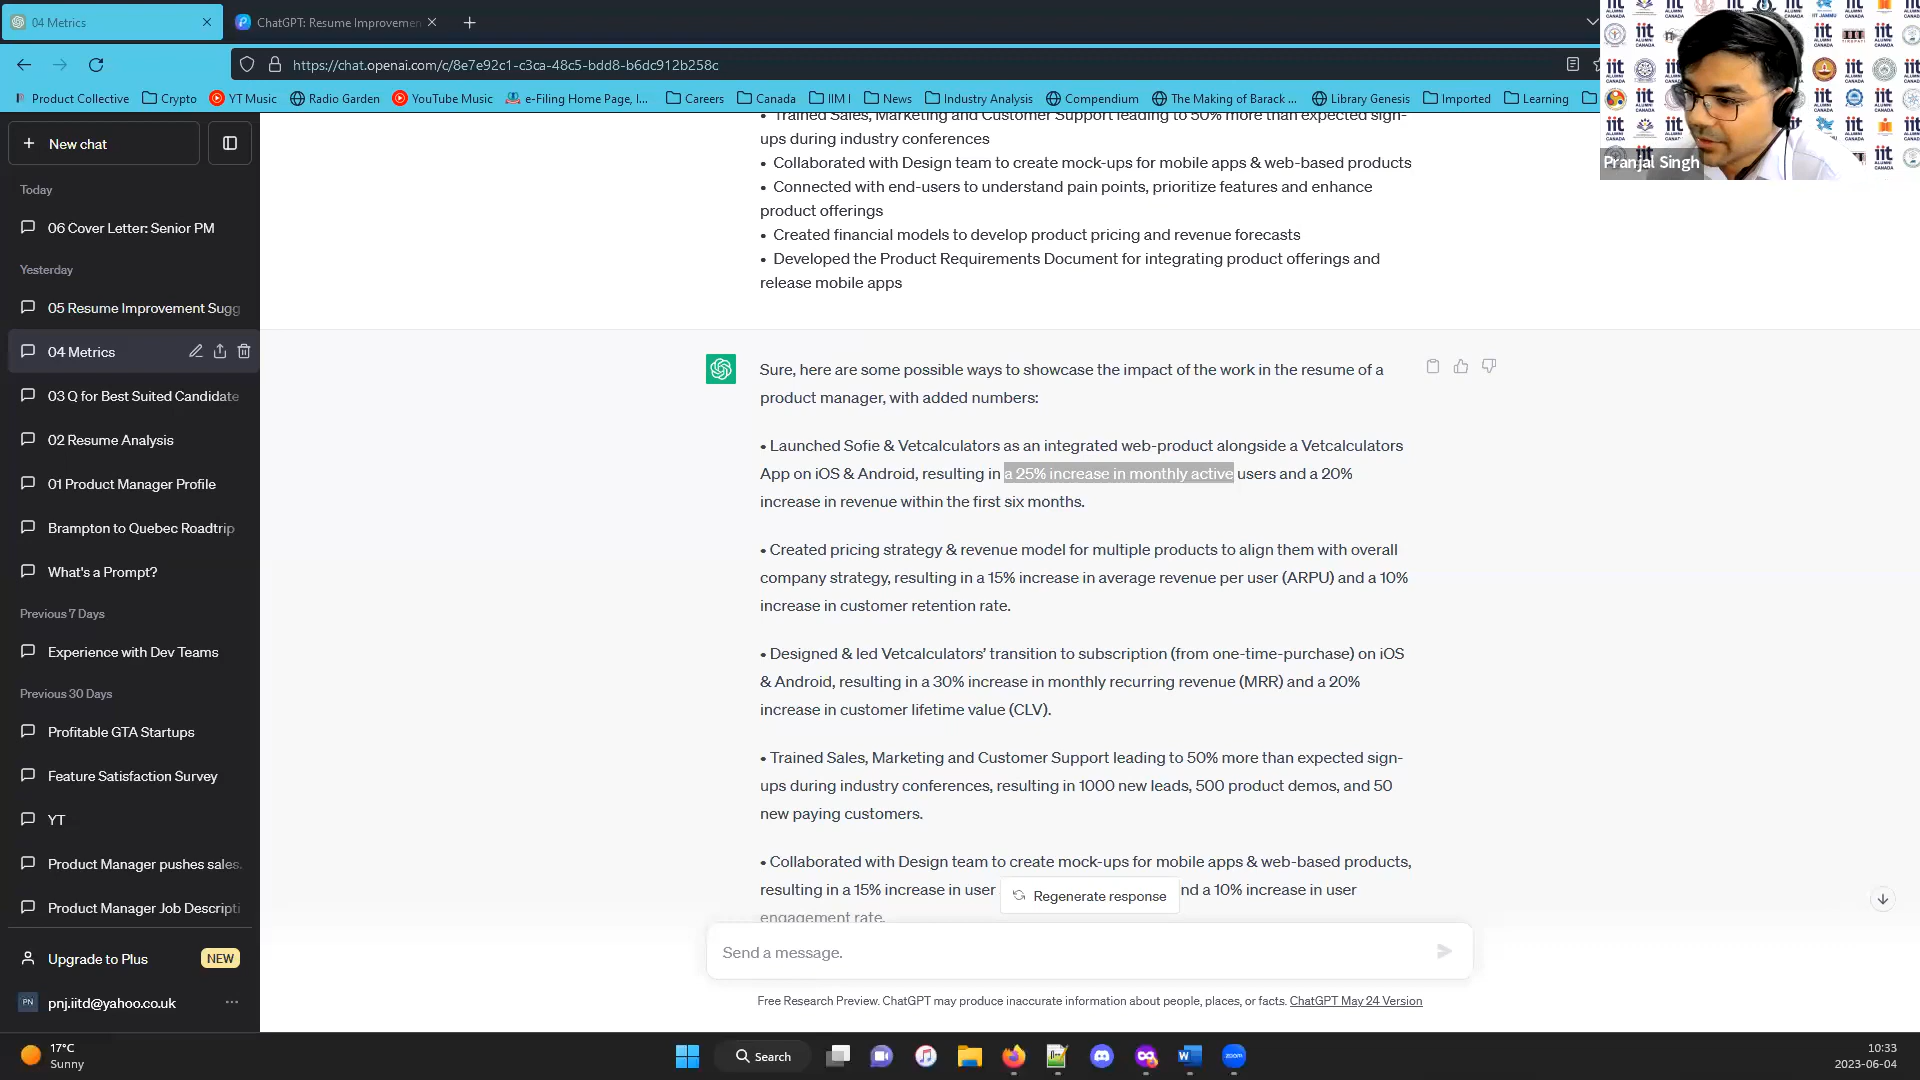 04 Metrics
ChatGPT: Resume Improvemen
https://chat.openai.com/c/8e7e92c1-c3ca-48c5-bdd8-b6dc912b258c
Product Collective
Crypto
YT Music
Radio Garden
YouTube Music
e-Filing Home Page, I...
Careers
Canada
IIM I
News
Industry Analysis
Compendium
The Making of Barack ...
Library Genesis
Imported
Learning
Pranjal Singh
New chat
Today
06 Cover Letter: Senior PM
Yesterday
05 Resume Improvement Sugg
04 Metrics
03 Q for Best Suited Candidate
02 Resume Analysis
01 Product Manager Profile
Brampton to Quebec Roadtrip
What's a Prompt?
Previous 7 Days
Experience with Dev Teams
Previous 30 Days
Profitable GTA Startups
Feature Satisfaction Survey
YT
Product Manager pushes sales.
Product Manager Job Descripti
Upgrade to Plus
NEW
PN
pnj.iitd@yahoo.co.uk
• Trained Sales, Marketing and Customer Support leading to 50% more than expected sign-
ups during industry conferences
• Collaborated with Design team to create mock-ups for mobile apps & web-based products
• Connected with end-users to understand pain points, prioritize features and enhance
product offerings
• Created financial models to develop product pricing and revenue forecasts
• Developed the Product Requirements Document for integrating product offerings and
release mobile apps
Sure, here are some possible ways to showcase the impact of the work in the resume of a
product manager, with added numbers:
• Launched Sofie & Vetcalculators as an integrated web-product alongside a Vetcalculators
App on iOS & Android, resulting in a 25% increase in monthly active users and a 20%
increase in revenue within the first six months.
• Created pricing strategy & revenue model for multiple products to align them with overall
company strategy, resulting in a 15% increase in average revenue per user (ARPU) and a 10%
increase in customer retention rate.
• Designed & led Vetcalculators' transition to subscription (from one-time-purchase) on iOS
& Android, resulting in a 30% increase in monthly recurring revenue (MRR) and a 20%
increase in customer lifetime value (CLV).
• Trained Sales, Marketing and Customer Support leading to 50% more than expected sign-
ups during industry conferences, resulting in 1000 new leads, 500 product demos, and 50
new paying customers.
• Collaborated with Design team to create mock-ups for mobile apps & web-based products,
resulting in a 15% increase in user nd a 10% increase in user
engagement rate.
Regenerate response
Send a message.
Free Research Preview. ChatGPT may produce inaccurate information about people, places, or facts. ChatGPT May 24 Version
17°C
Sunny
Search
zoom
10:33
2023-06-04